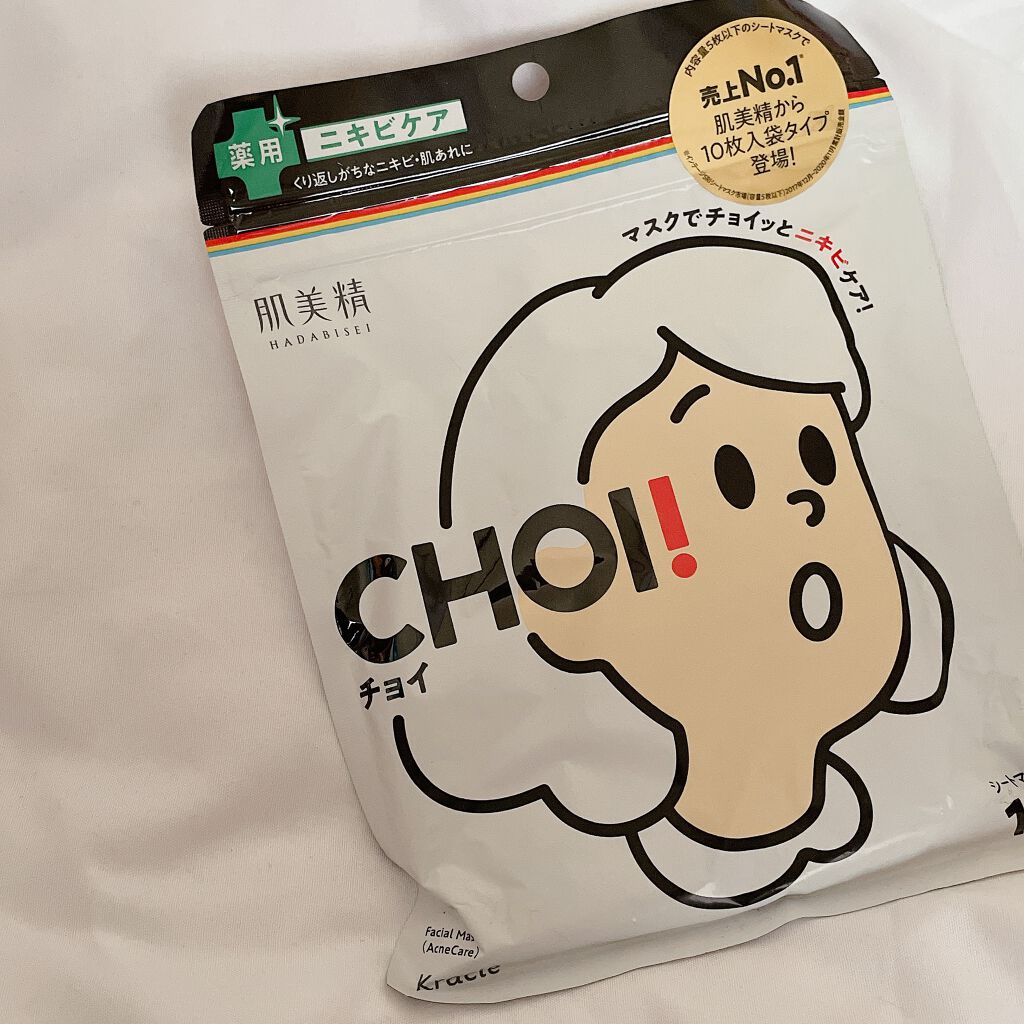 内容量5枚以下のシートマスクで
売上No.1※
肌美精から
10枚入袋タイプ。
登場!
薬用
ニキビケア
くり返しがちなニキビ・肌あれに
マスクでチョイッとニキビケア!
肌美精
HADABISEI
CHOI!
チョイ
シートマ
Facial Mas
(AcneCare)
Kracie